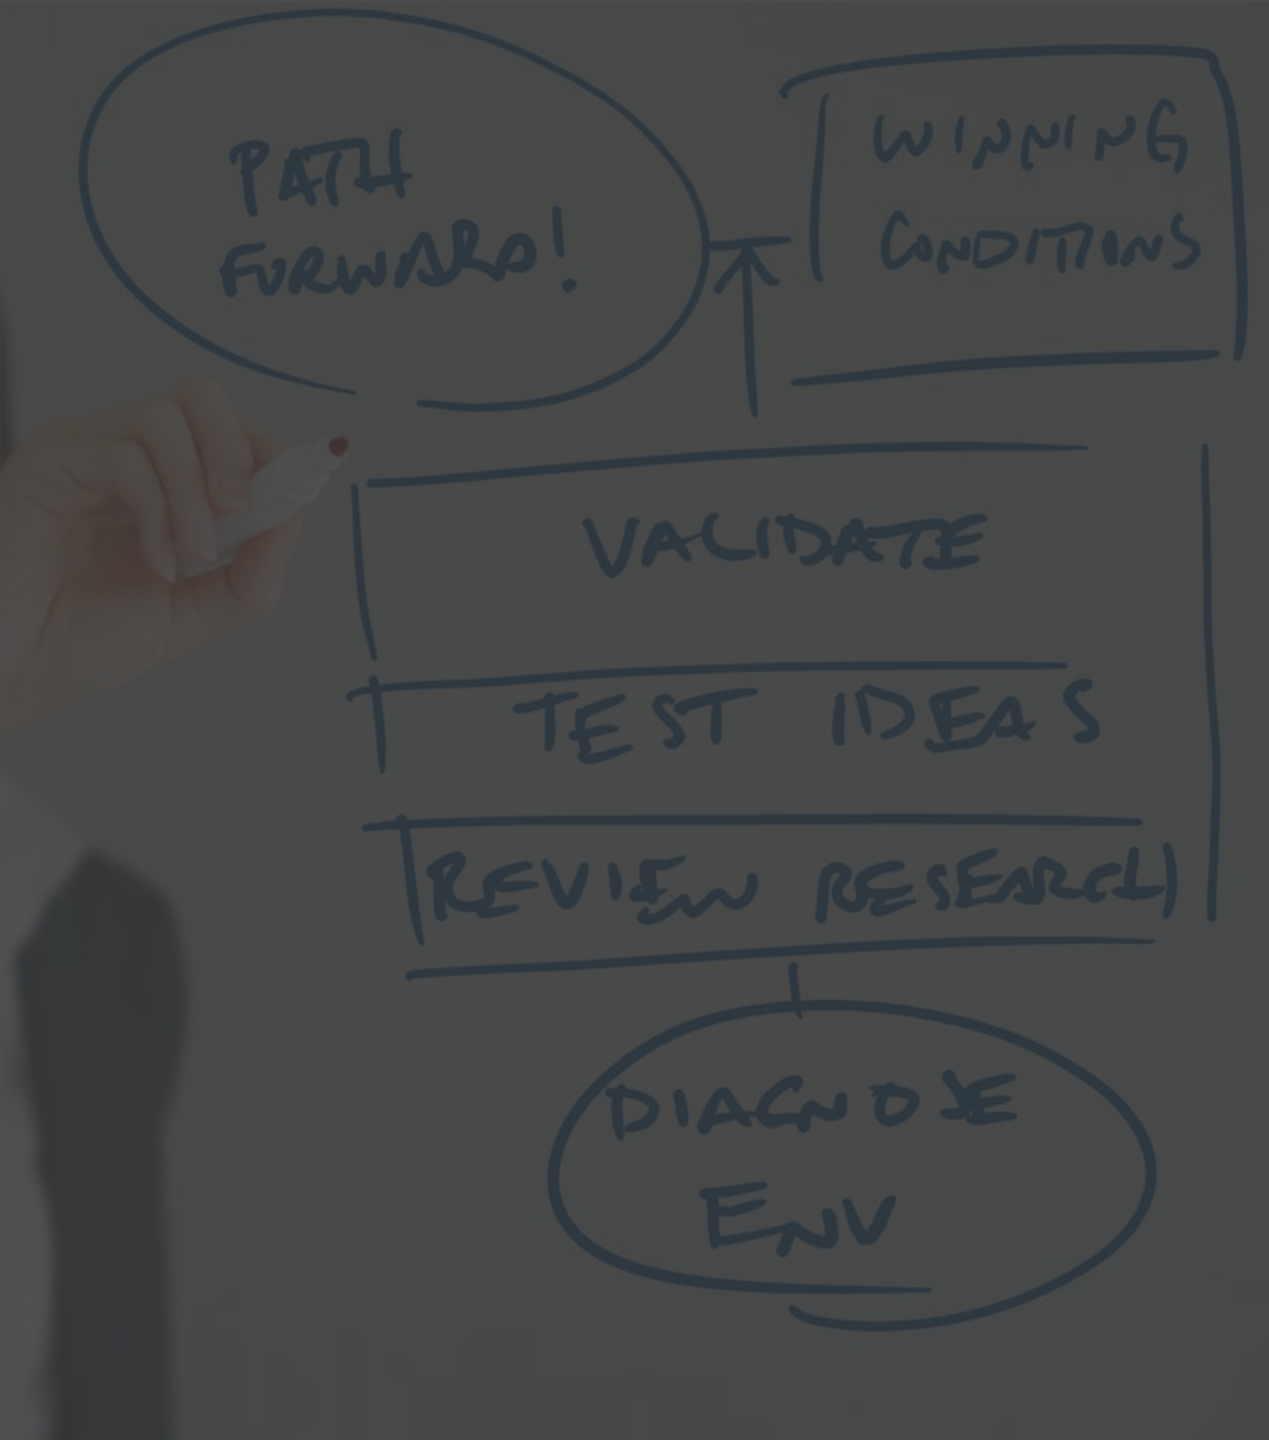 PATH
FORWARD!
WINNING
CONDITIONS
VALIDATE
TEST IDEAS
REVIEW RESEARCH
DIAGNOSE
ENV